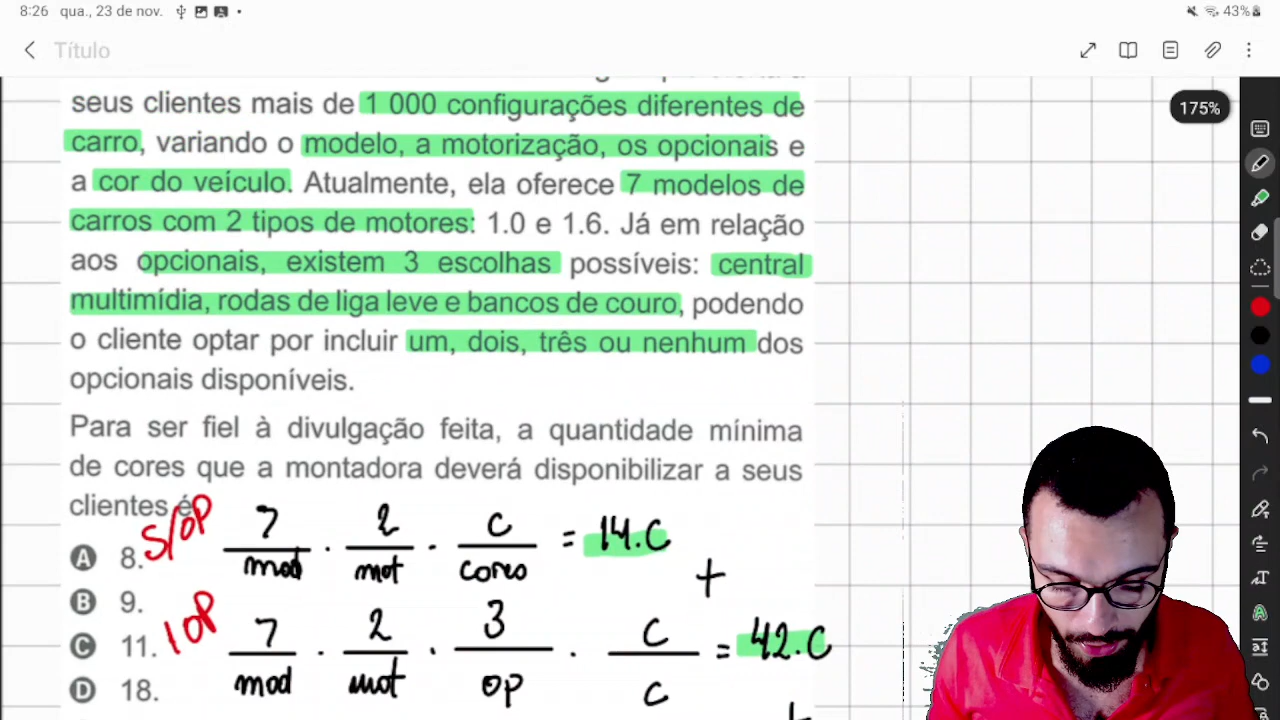 8:26 qua., 23 de nov.
43%
Título
175%
seus clientes mais de 1 000 configurações diferentes de
carro, variando o modelo, a motorização, os opcionais e
a cor do veículo. Atualmente, ela oferece 7 modelos de
carros com 2 tipos de motores: 1.0 e 1.6. Já em relação
aos opcionais, existem 3 escolhas possíveis: central
multimídia, rodas de liga leve e bancos de couro, podendo
o cliente optar por incluir um, dois, três ou nenhum dos
opcionais disponíveis.
Para ser fiel à divulgação feita, a quantidade mínima
de cores que a montadora deverá disponibilizar a seus
clientes é
S/OP 7 · 2 · C = 14.C
mod mot cores +
A 8.
B 9.
1 OP 7 · 2 · 3 · C = 42.C
mod mot op C +
C 11.
D 18.